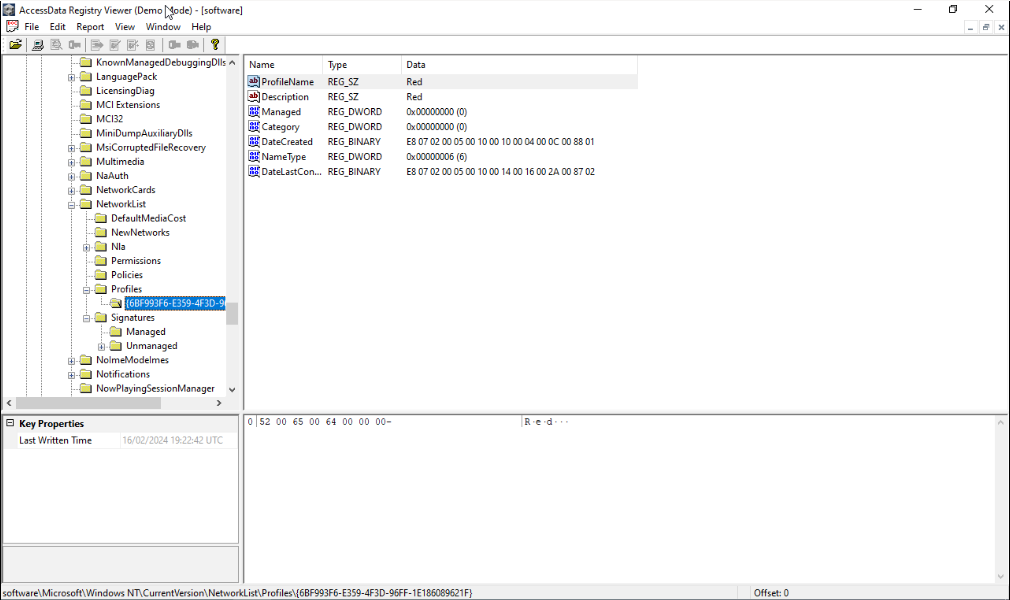 AccessData Registry Viewer (Demo Mode) - [software]
File Edit Report View Window Help
KnownManagedDebuggingDlls
LanguagePack
LicensingDiag
MCI Extensions
MCI32
MiniDumpAuxiliaryDlls
MsiCorruptedFileRecovery
Multimedia
NaAuth
NetworkCards
NetworkList
DefaultMediaCost
NewNetworks
Nla
Permissions
Policies
Profiles
{6BF993F6-E359-4F3D-9
Signatures
Managed
Unmanaged
NoImeModeImes
Notifications
NowPlayingSessionManager
Name Type Data
ProfileName REG_SZ Red
Description REG_SZ Red
Managed REG_DWORD 0x00000000 (0)
Category REG_DWORD 0x00000000 (0)
DateCreated REG_BINARY E8 07 02 00 05 00 10 00 10 00 04 00 0C 00 88 01
NameType REG_DWORD 0x00000006 (6)
DateLastCon... REG_BINARY E8 07 02 00 05 00 10 00 14 00 16 00 2A 00 87 02
Key Properties
Last Written Time 16/02/2024 19:22:42 UTC
0 52 00 65 00 64 00 00 00- R·e·d···
software\Microsoft\Windows NT\CurrentVersion\NetworkList\Profiles\{6BF993F6-E359-4F3D-96FF-1E186089621F}
Offset: 0